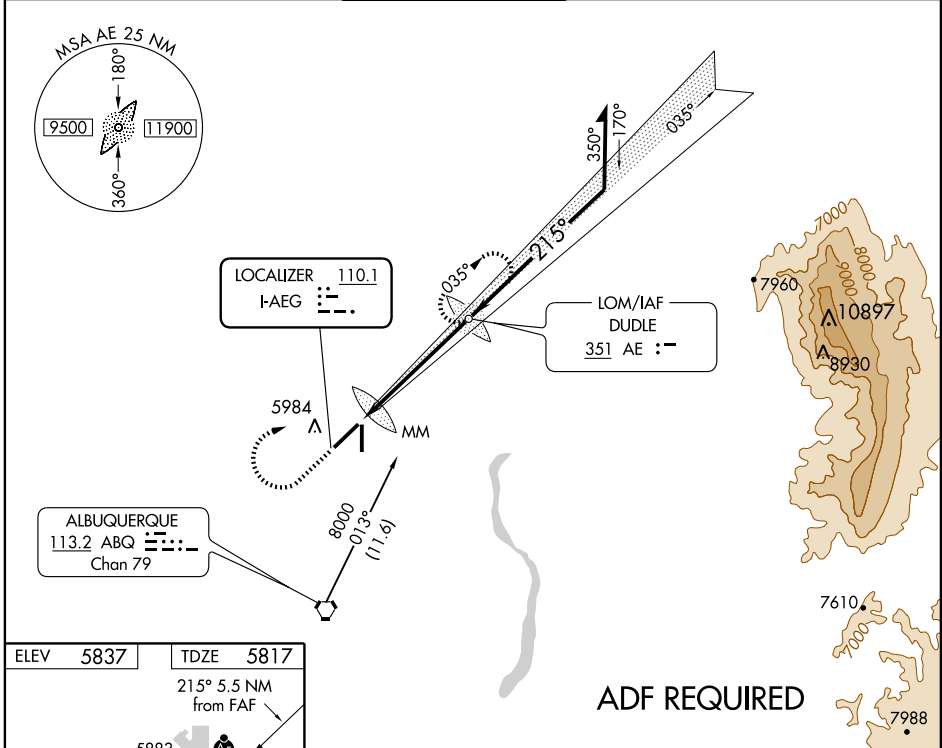 MSA AE 25 NM
180°
9500
11900
360°
350°
170°
035°
215°
035°
LOCALIZER 110.1
I-AEG
LOM/IAF
DUDLE
351 AE
7000
8000
9000
7960
10897
8930
5984
MM
8000
013°
(11.6)
ALBUQUERQUE
113.2 ABQ
Chan 79
7610
7000
ELEV 5837
TDZE 5817
215° 5.5 NM
from FAF
ADF REQUIRED
7988